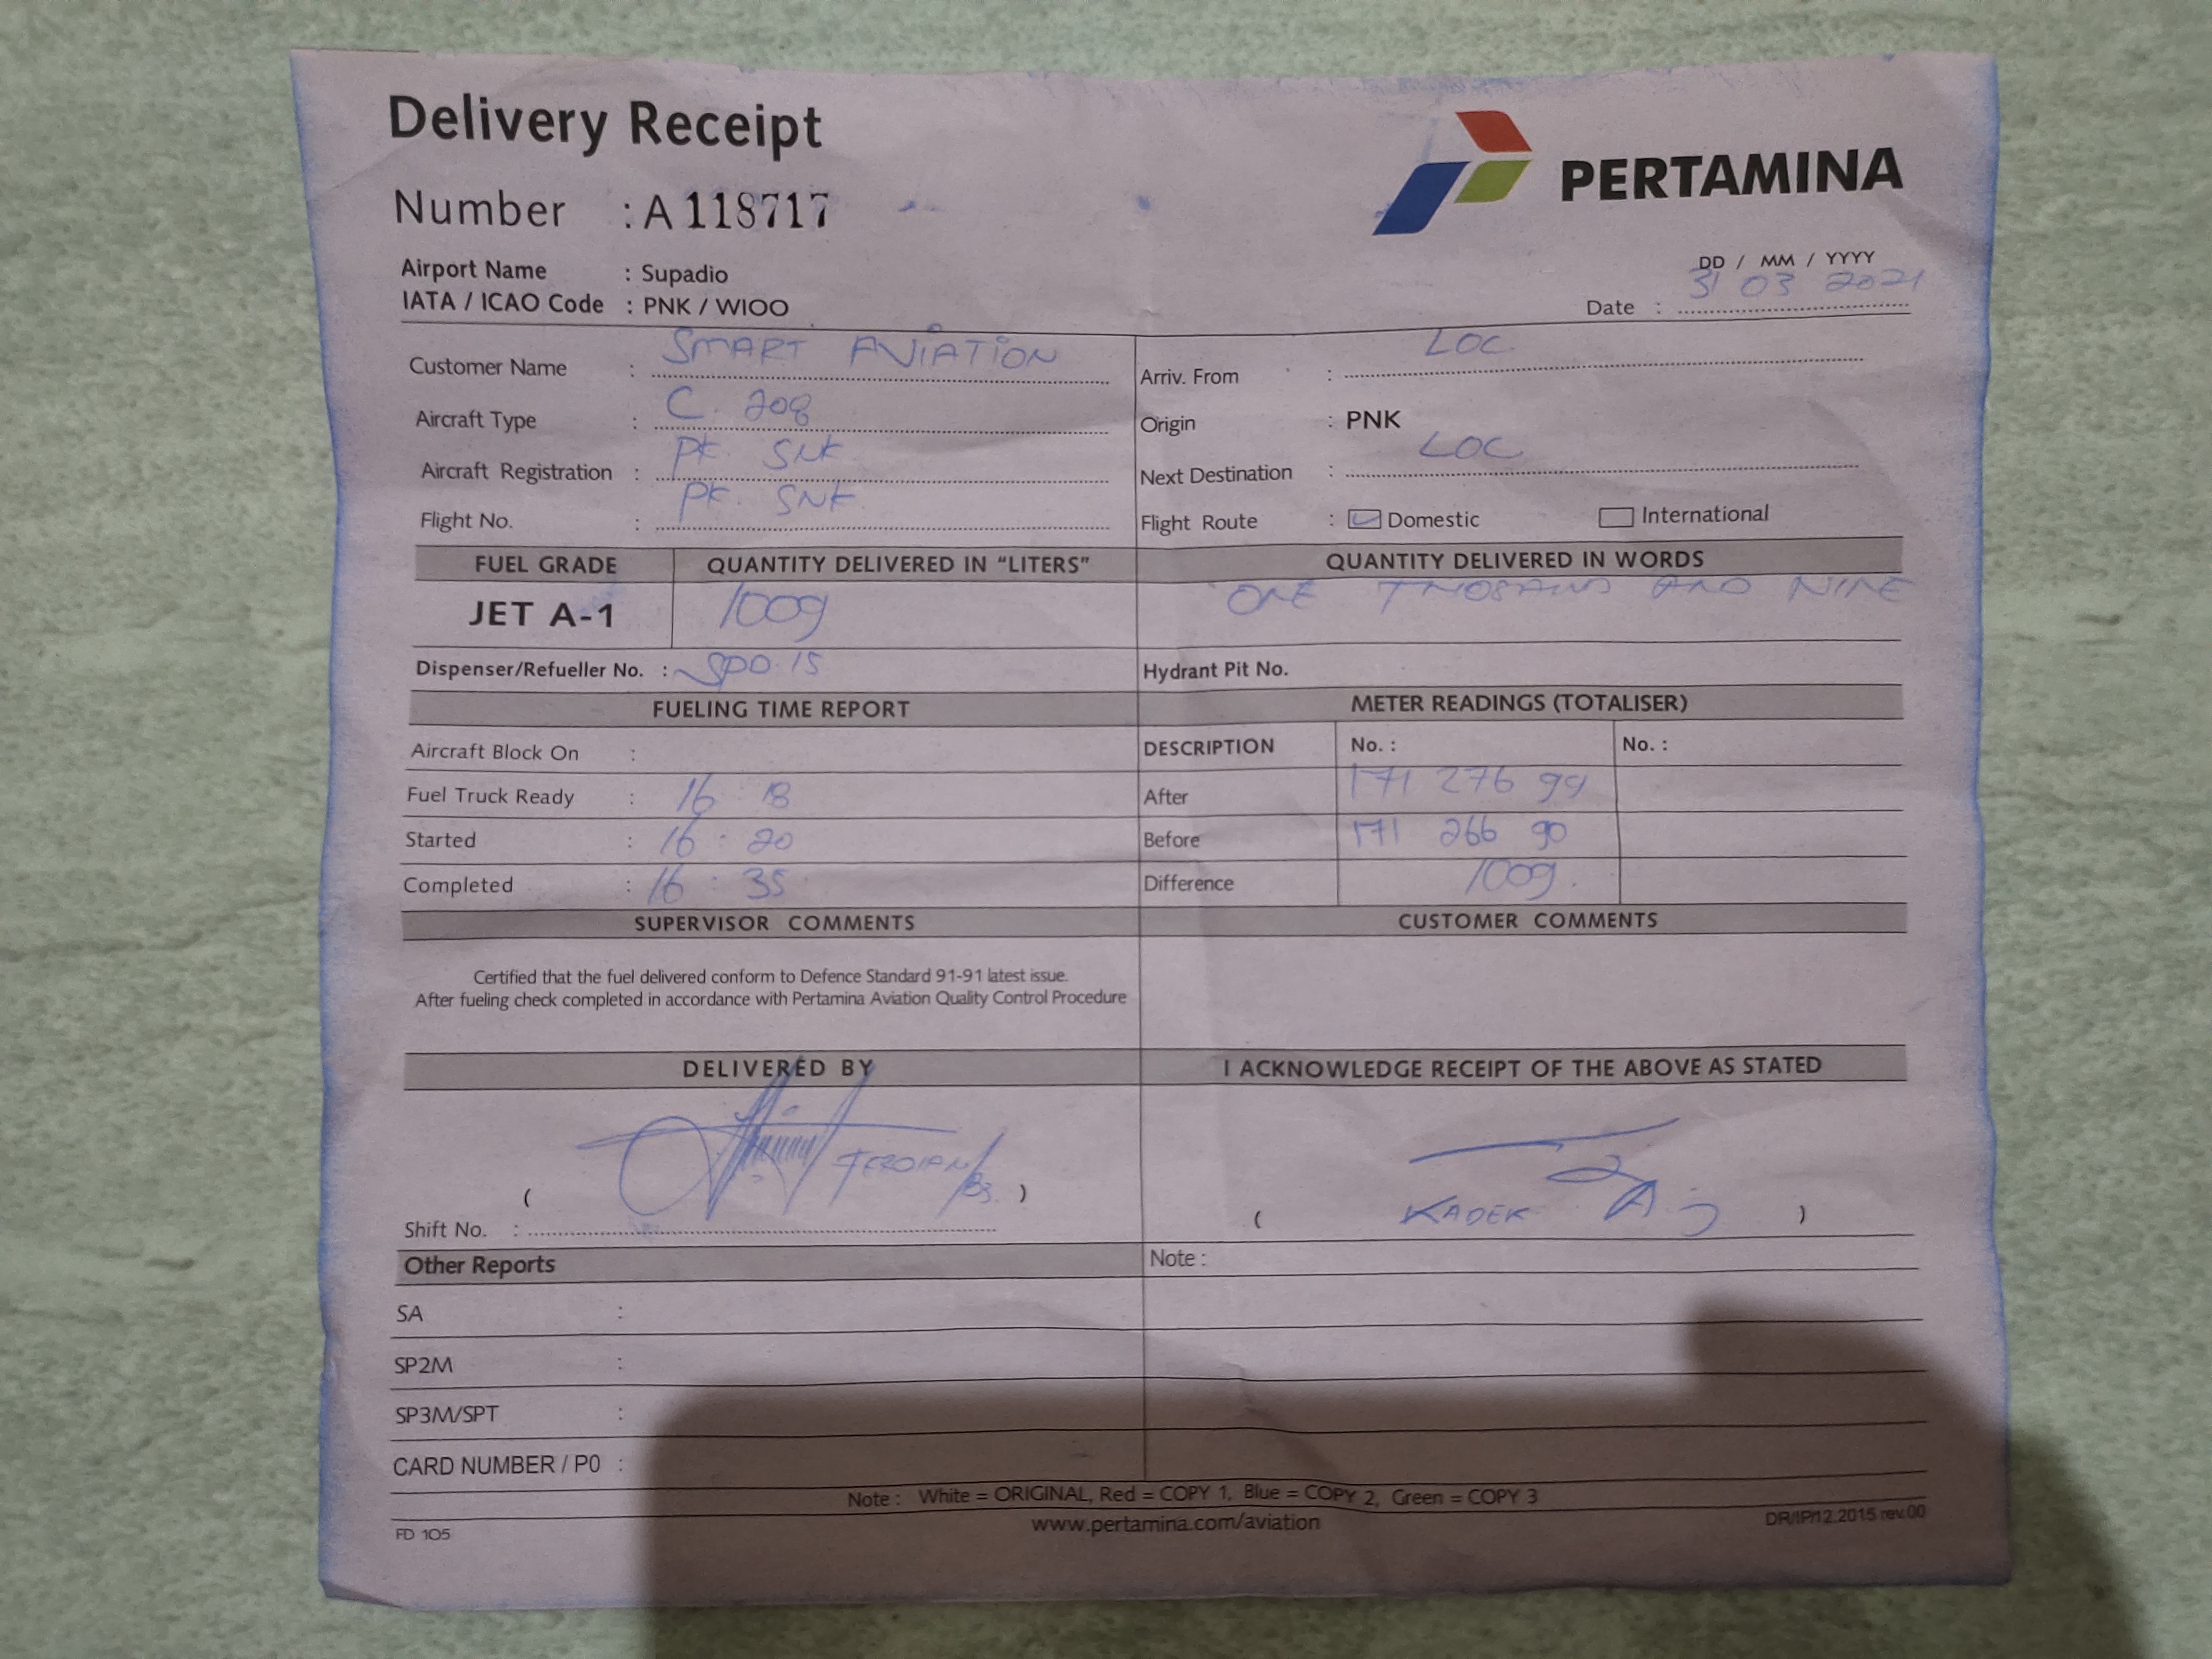 Delivery Receipt
PERTAMINA
Number : A 118717
Airport Name : Supadio
IATA / ICAO Code : PNK / WIOO
DD / MM / YYYY
Date : 31 03 2021
Customer Name : SMART AVIATION
Arriv. From : LOC
Aircraft Type : C. 208
Origin : PNK
Aircraft Registration : PK. SNK
Next Destination : LOC
Flight No. : PK. SNK
Flight Route : Domestic International
FUEL GRADE QUANTITY DELIVERED IN "LITERS" QUANTITY DELIVERED IN WORDS
JET A-1 1009 ONE THOSAND AND NINE
Dispenser/Refueller No. : SPD. 15 Hydrant Pit No.
FUELING TIME REPORT METER READINGS (TOTALISER)
Aircraft Block On : DESCRIPTION No. : No. :
Fuel Truck Ready : 16 : 18 After 171 276 99
Started : 16 : 20 Before 171 266 90
Completed : 16 : 35 Difference 1009.
SUPERVISOR COMMENTS CUSTOMER COMMENTS
Certified that the fuel delivered conform to Defence Standard 91-91 latest issue.
After fueling check completed in accordance with Pertamina Aviation Quality Control Procedure
DELIVERED BY I ACKNOWLEDGE RECEIPT OF THE ABOVE AS STATED
( )
Shift No. : ( KADEK )
Other Reports Note :
SA :
SP2M :
SP3M/SPT :
CARD NUMBER / P0 :
Note : White = ORIGINAL, Red = COPY 1, Blue = COPY 2, Green = COPY 3
FD 105 www.pertamina.com/aviation DR/IP/12.2015 rev.00